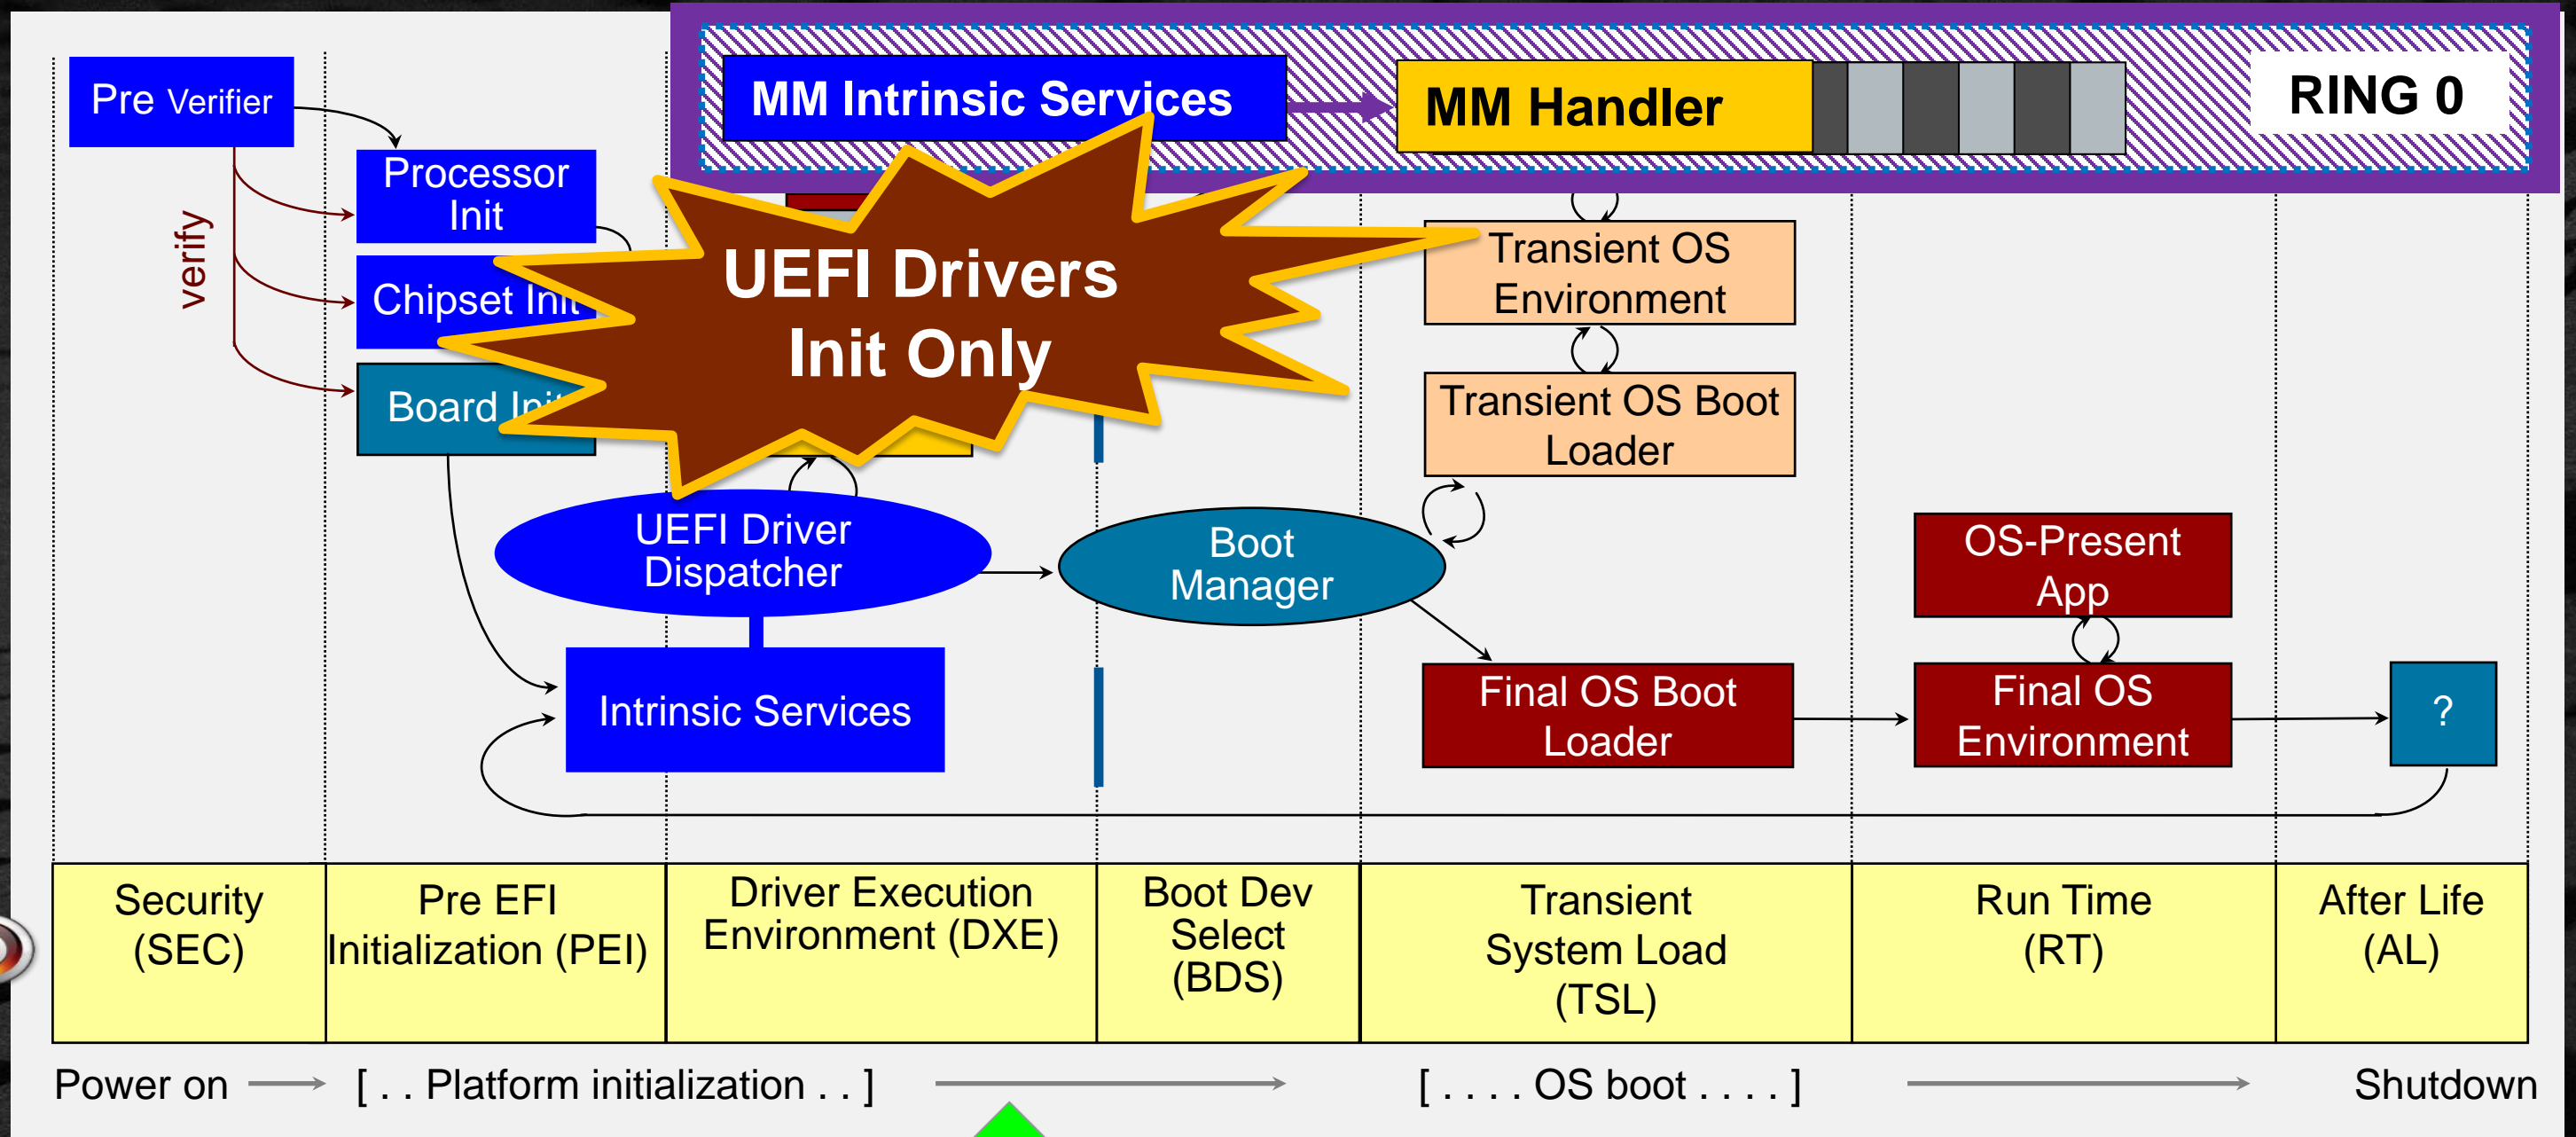 MM Intrinsic Services
MM Handler
RING 0
Pre Verifier
Processor
Init
verify
Chipset Init
Board Init
UEFI Drivers
Init Only
Transient OS
Environment
Transient OS Boot
Loader
UEFI Driver
Dispatcher
Boot
Manager
OS-Present
App
Intrinsic Services
Final OS Boot
Loader
Final OS
Environment
?
Security
(SEC)
Pre EFI
Initialization (PEI)
Driver Execution
Environment (DXE)
Boot Dev
Select
(BDS)
Transient
System Load
(TSL)
Run Time
(RT)
After Life
(AL)
Power on
[ . . Platform initialization . . ]
[ . . . . OS boot . . . . ]
Shutdown